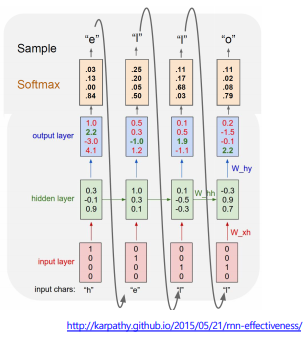 Sample "e" "l" "l" "o"
Softmax
.03 .25 .11 .11
.13 .20 .17 .02
.00 .05 .68 .08
.84 .50 .03 .79
output layer
1.0 0.5 0.1 0.2
2.2 0.3 0.5 -1.5
-3.0 -1.0 1.9 -0.1
4.1 1.2 -1.1 2.2
W_hy
hidden layer
0.3 1.0 0.1 -0.3
-0.1 0.3 -0.5 0.9
0.9 0.1 -0.3 0.7
W_hh
W_xh
input layer
1 0 0 0
0 1 0 0
0 0 1 1
0 0 0 0
input chars: "h" "e" "l" "l"
http://karpathy.github.io/2015/05/21/rnn-effectiveness/